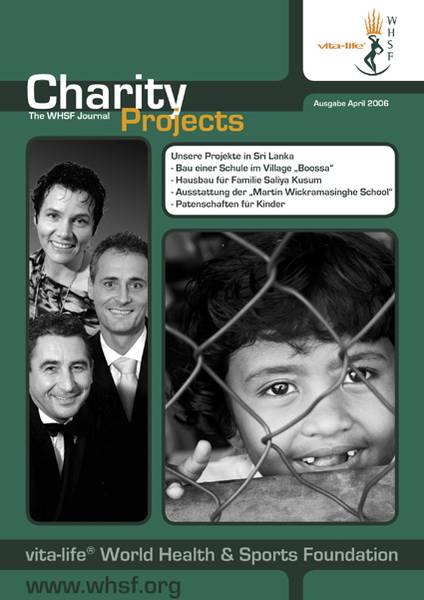 vita-life®
WHSF
Charity
The WHSF Journal
Projects
Ausgabe April 2006
Unsere Projekte in Sri Lanka
- Bau einer Schule im Village „Boossa"
- Hausbau für Familie Saliya Kusum
- Ausstattung der „Martin Wickramasinghe School"
- Patenschaften für Kinder
vita-life® World Health & Sports Foundation
www.whsf.org